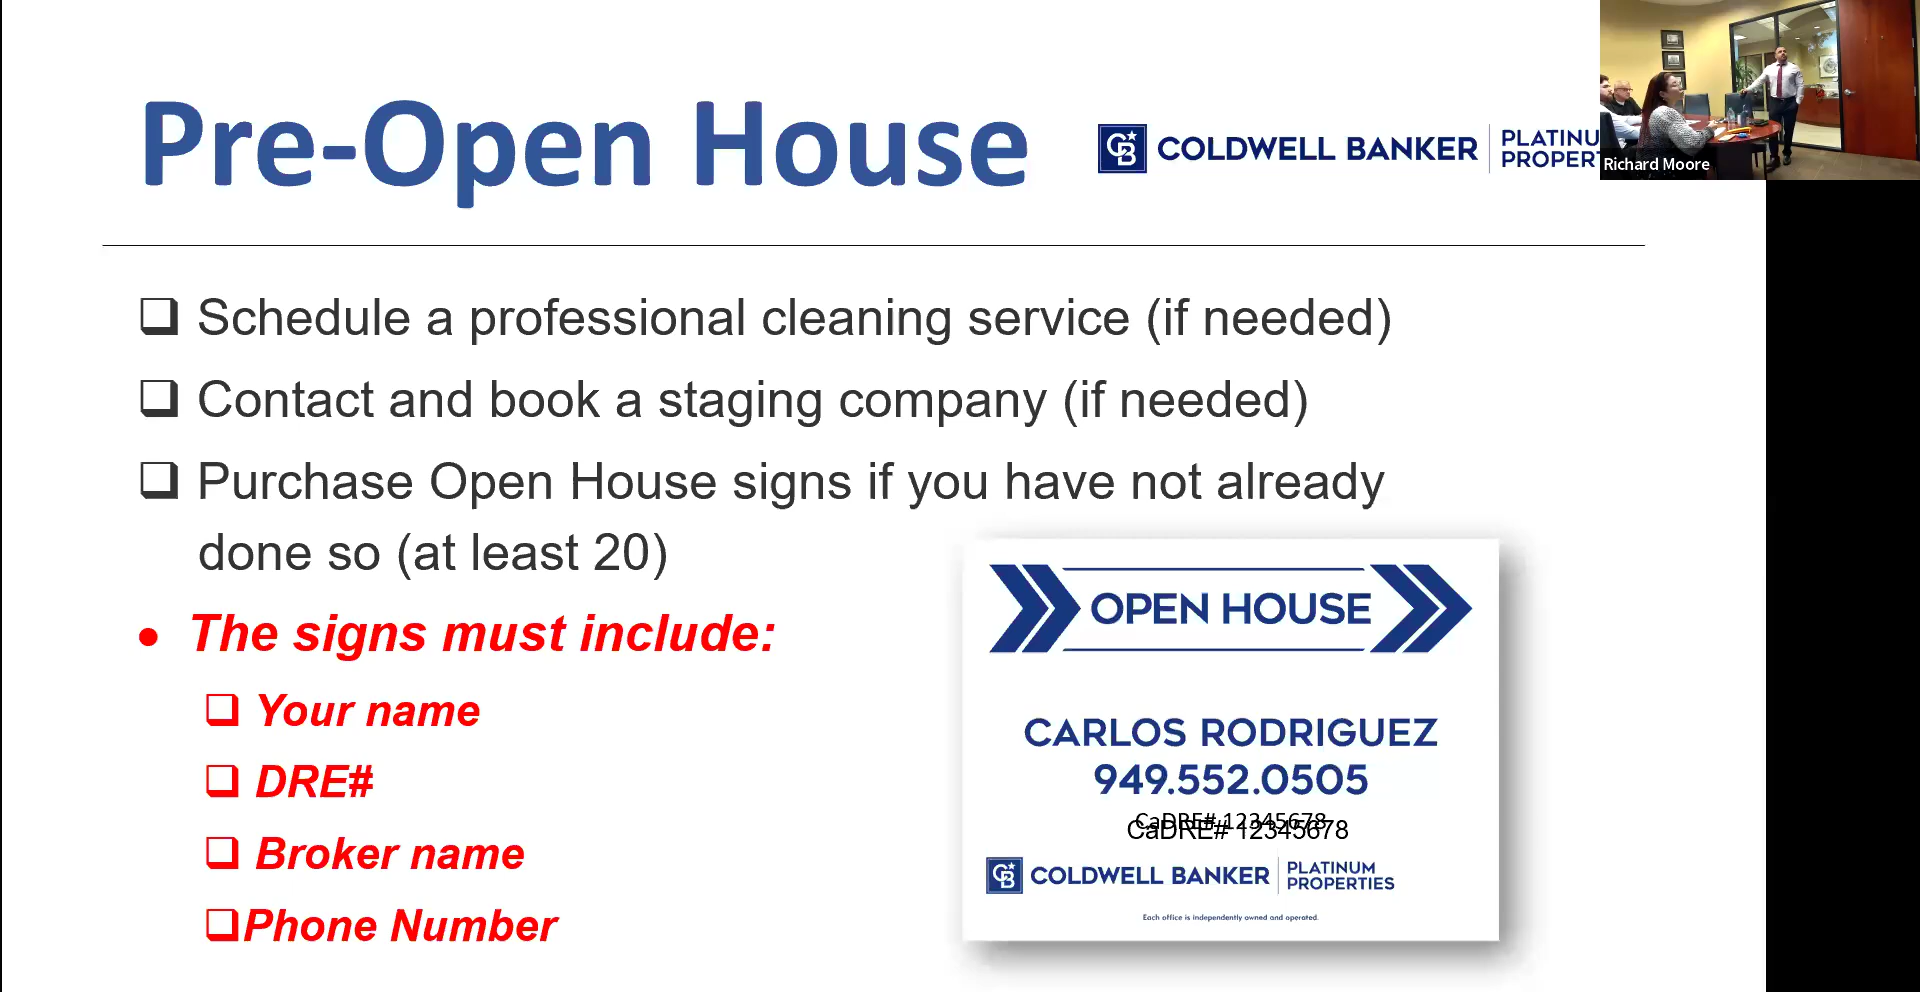 Pre-Open House
COLDWELL BANKER
PLATINU
PROPERT
Richard Moore
❑ Schedule a professional cleaning service (if needed)
❑ Contact and book a staging company (if needed)
❑ Purchase Open House signs if you have not already
done so (at least 20)
• The signs must include:
❑ Your name
❑ DRE#
❑ Broker name
❑Phone Number
OPEN HOUSE
CARLOS RODRIGUEZ
949.552.0505
CaDRE# 12345678
CaDRE# 12345678
COLDWELL BANKER
PLATINUM
PROPERTIES
Each office is independently owned and operated.